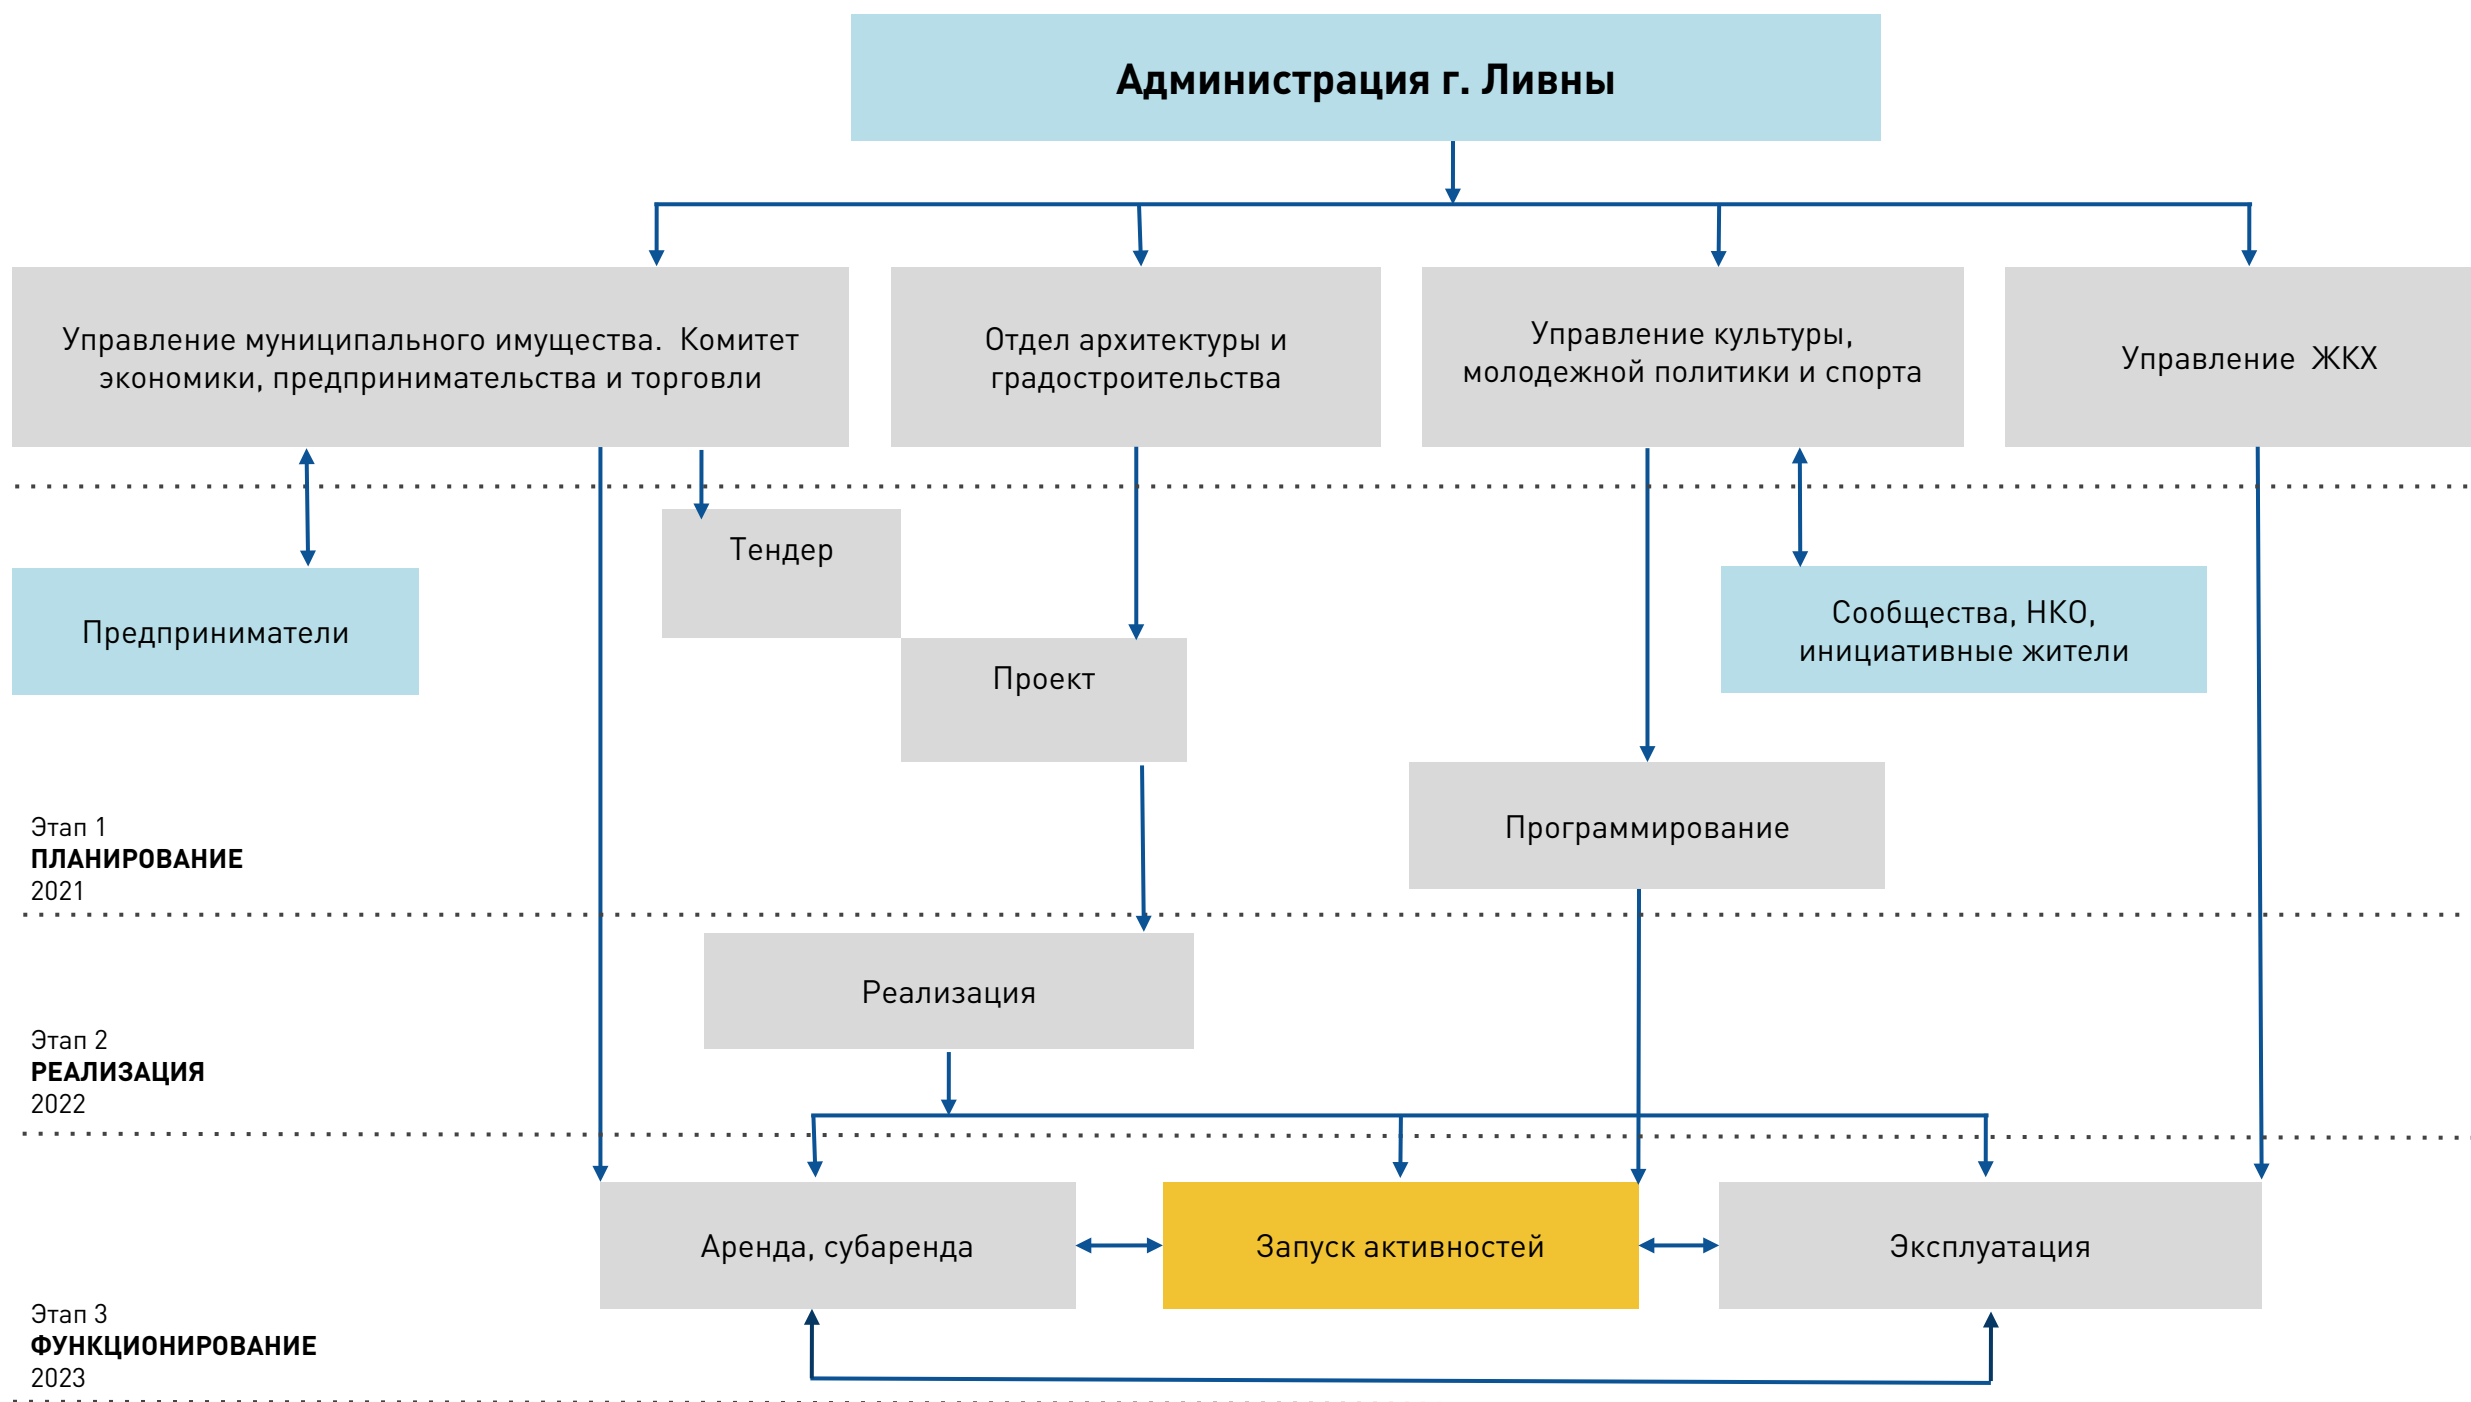 Администрация г. Ливны
Управление муниципального имущества.  Комитет
экономики, предпринимательства и торговли
Отдел архитектуры и
градостроительства
Управление культуры,
молодежной политики и спорта
Управление  ЖКХ
Тендер
Предприниматели
Проект
Сообщества, НКО,
инициативные жители
Программирование
Этап 1
ПЛАНИРОВАНИЕ
2021
Реализация
Этап 2
РЕАЛИЗАЦИЯ
2022
Аренда, субаренда
Запуск активностей
Эксплуатация
Этап 3
ФУНКЦИОНИРОВАНИЕ
2023